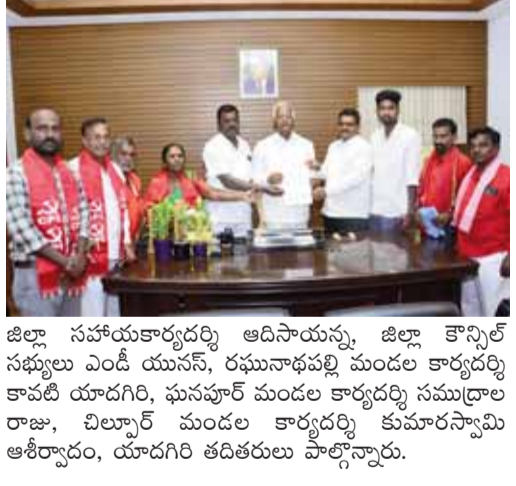 జిల్లా సహాయకార్యదర్శి ఆదిసాయన్న, జిల్లా కౌన్సిల్
సభ్యులు ఎండీ యునస్, రఘునాథపల్లి మండల కార్యదర్శి
కావటి యాదగిరి, ఘనపూర్ మండల కార్యదర్శి సముద్రాల
రాజు, చిల్పూర్ మండల కార్యదర్శి కుమారస్వామి
ఆశీర్వాదం, యాదగిరి తదితరులు పాల్గొన్నారు.